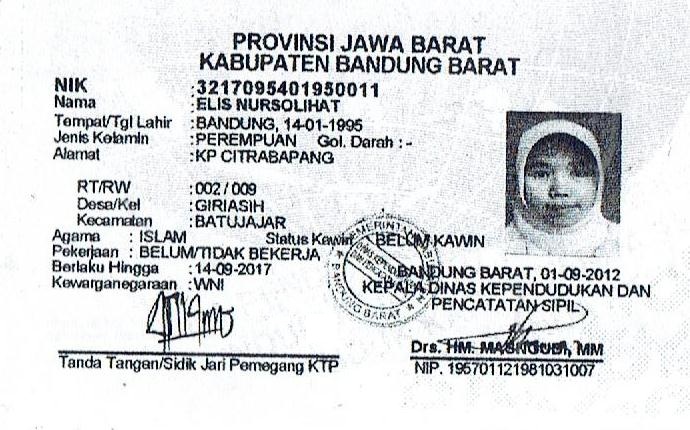 PROVINSI JAWA BARAT
KABUPATEN BANDUNG BARAT
NIK :3217095401950011
Nama :ELIS NURSOLIHAT
Tempat/Tgl Lahir :BANDUNG, 14-01-1995
Jenis Kelamin :PEREMPUAN Gol. Darah :-
Alamat :KP CITRABAPANG
RT/RW :002 / 009
Desa/Kel :GIRIASIH
Kecamatan :BATUJAJAR
Agama : ISLAM Status Kawin : BELUM KAWIN
Pekerjaan : BELUM/TIDAK BEKERJA
Berlaku Hingga :14-09-2017
Kewarganegaraan :WNI
BANDUNG BARAT, 01-09-2012
KEPALA DINAS KEPENDUDUKAN DAN
PENCATATAN SIPIL
Drs. HM. MM
NIP. 195701121981031007
Tanda Tangan/Sidik Jari Pemegang KTP
BANDUNG BARAT